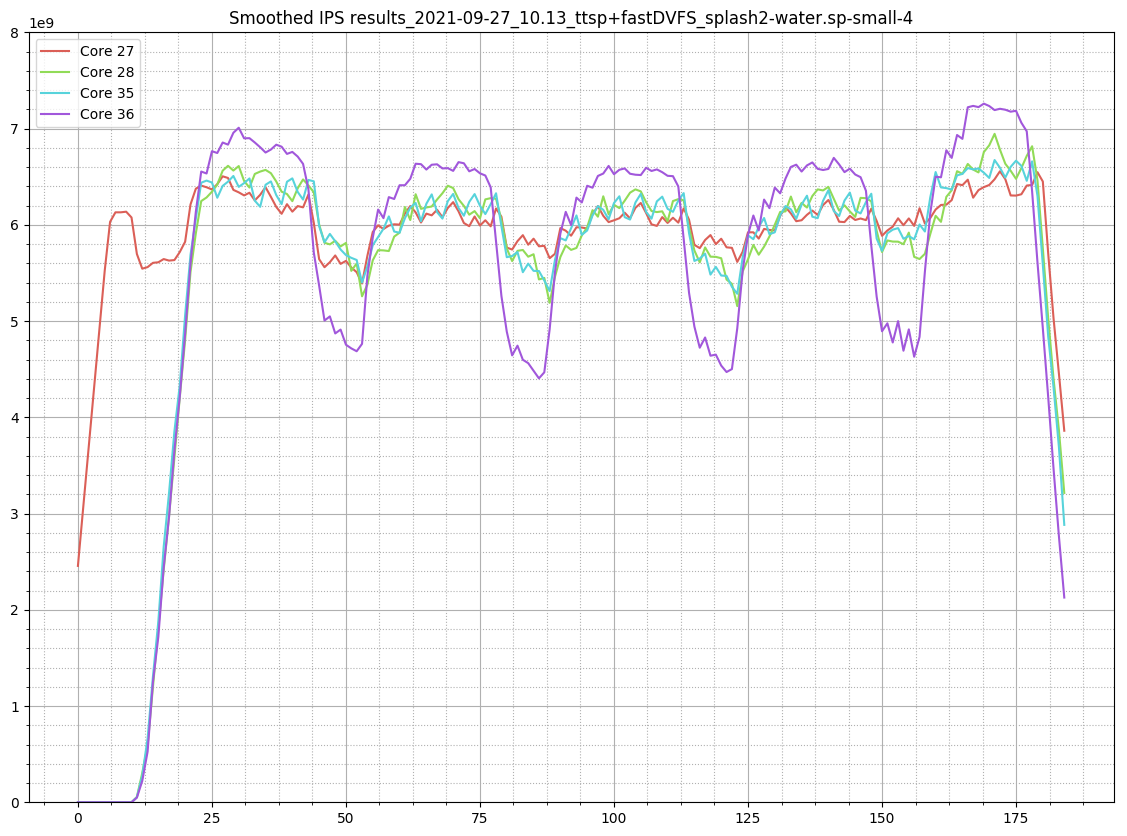 Smoothed IPS results_2021-09-27_10.13_ttsp+fastDVFS_splash2-water.sp-small-4
1e9
Core 27
Core 28
Core 35
Core 36
8
7
6
5
4
3
2
1
0
0 25 50 75 100 125 150 175